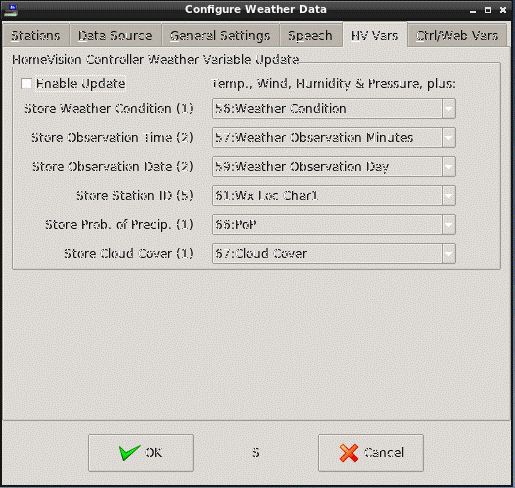 Configure Weather Data
Stations Data Source General Settings Speech HV Vars Ctrl/Web Vars
HomeVision Controller Weather Variable Update
Enable Update Temp., Wind, Humidity & Pressure, plus:
Store Weather Condition (1) 56:Weather Condition
Store Observation Time (2) 57:Weather Observation Minutes
Store Observation Date (2) 59:Weather Observation Day
Store Station ID (5) 61:Wx Loc Char1
Store Prob. of Precip. (1) 66:PoP
Store Cloud Cover (1) 67:Cloud Cover
OK S Cancel